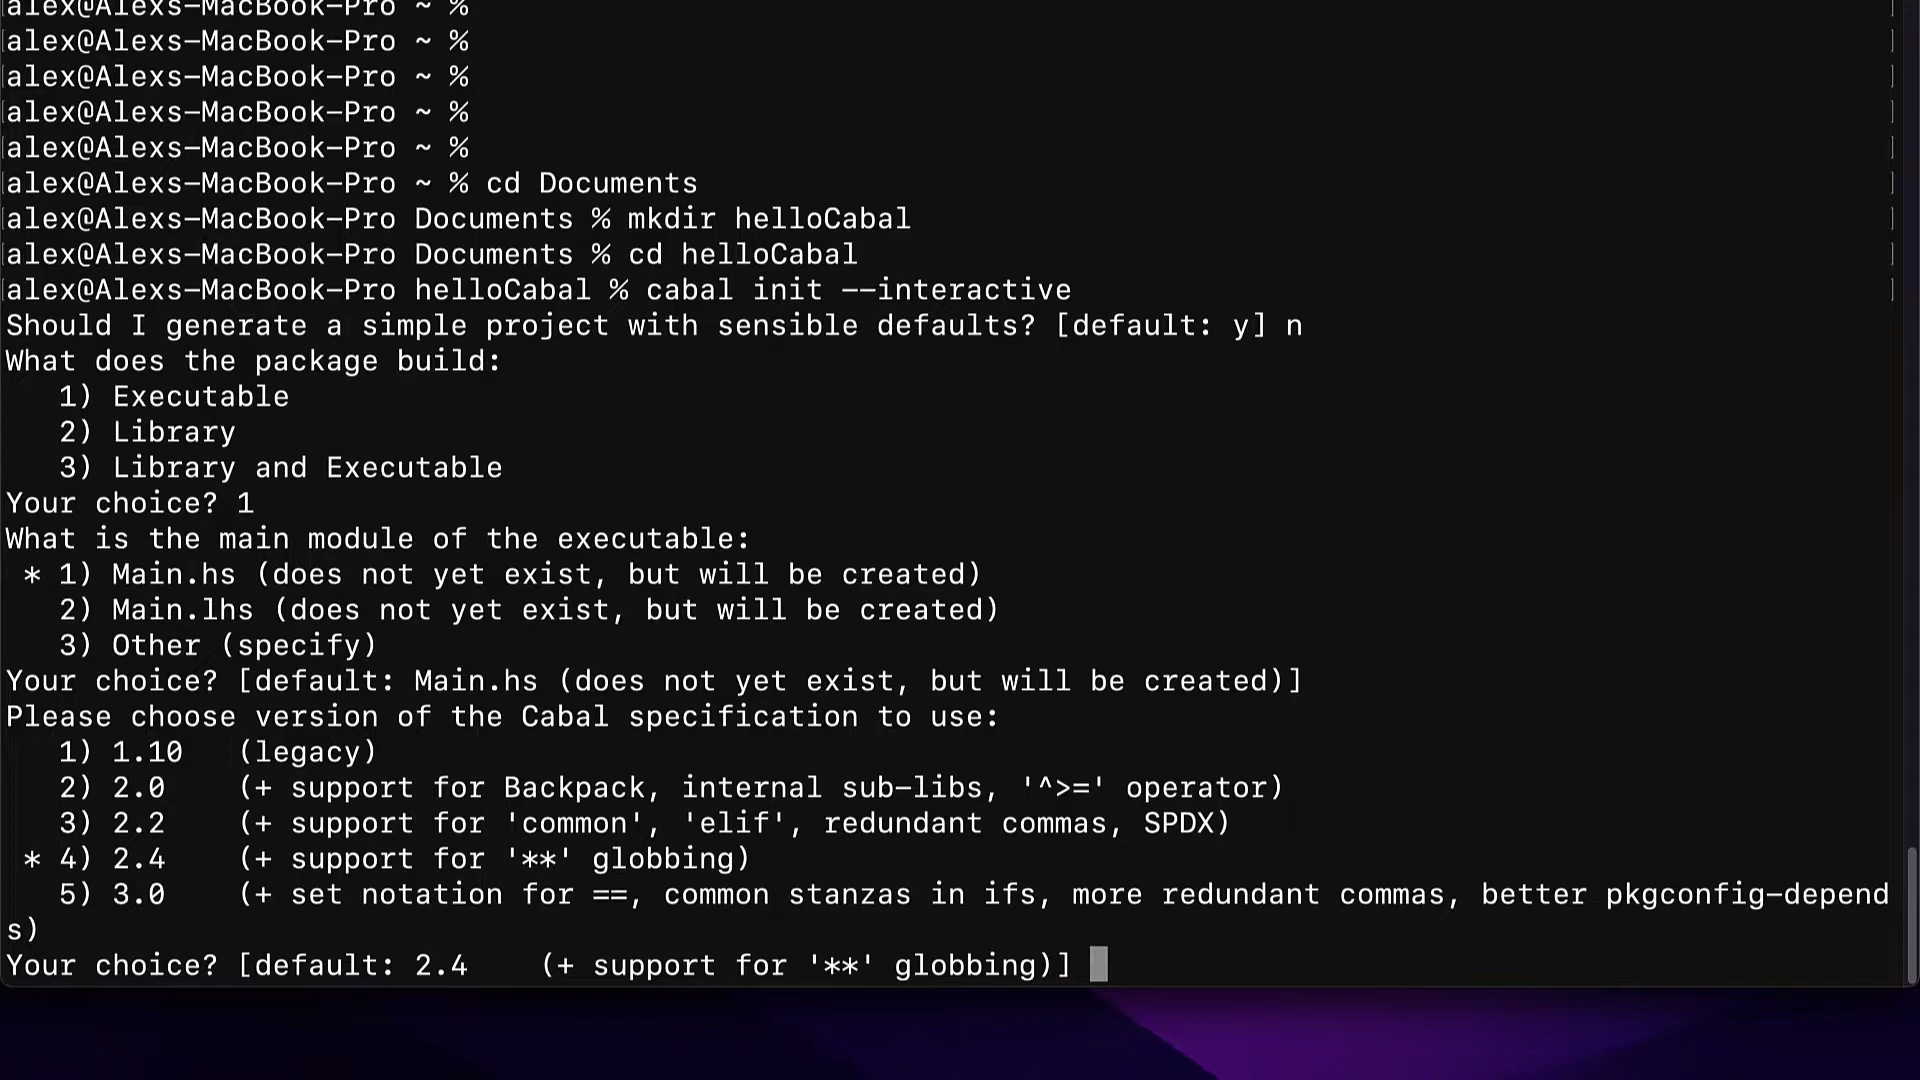 alex@Alexs-MacBook-Pro ~ %
alex@Alexs-MacBook-Pro ~ %
alex@Alexs-MacBook-Pro ~ %
alex@Alexs-MacBook-Pro ~ %
alex@Alexs-MacBook-Pro ~ %
alex@Alexs-MacBook-Pro ~ % cd Documents
alex@Alexs-MacBook-Pro Documents % mkdir helloCabal
alex@Alexs-MacBook-Pro Documents % cd helloCabal
alex@Alexs-MacBook-Pro helloCabal % cabal init --interactive
Should I generate a simple project with sensible defaults? [default: y] n
What does the package build:
   1) Executable
   2) Library
   3) Library and Executable
Your choice? 1
What is the main module of the executable:
 * 1) Main.hs (does not yet exist, but will be created)
   2) Main.lhs (does not yet exist, but will be created)
   3) Other (specify)
Your choice? [default: Main.hs (does not yet exist, but will be created)]
Please choose version of the Cabal specification to use:
   1) 1.10   (legacy)
   2) 2.0    (+ support for Backpack, internal sub-libs, '^>=' operator)
   3) 2.2    (+ support for 'common', 'elif', redundant commas, SPDX)
 * 4) 2.4    (+ support for '**' globbing)
   5) 3.0    (+ set notation for ==, common stanzas in ifs, more redundant commas, better pkgconfig-depend
s)
Your choice? [default: 2.4    (+ support for '**' globbing)]